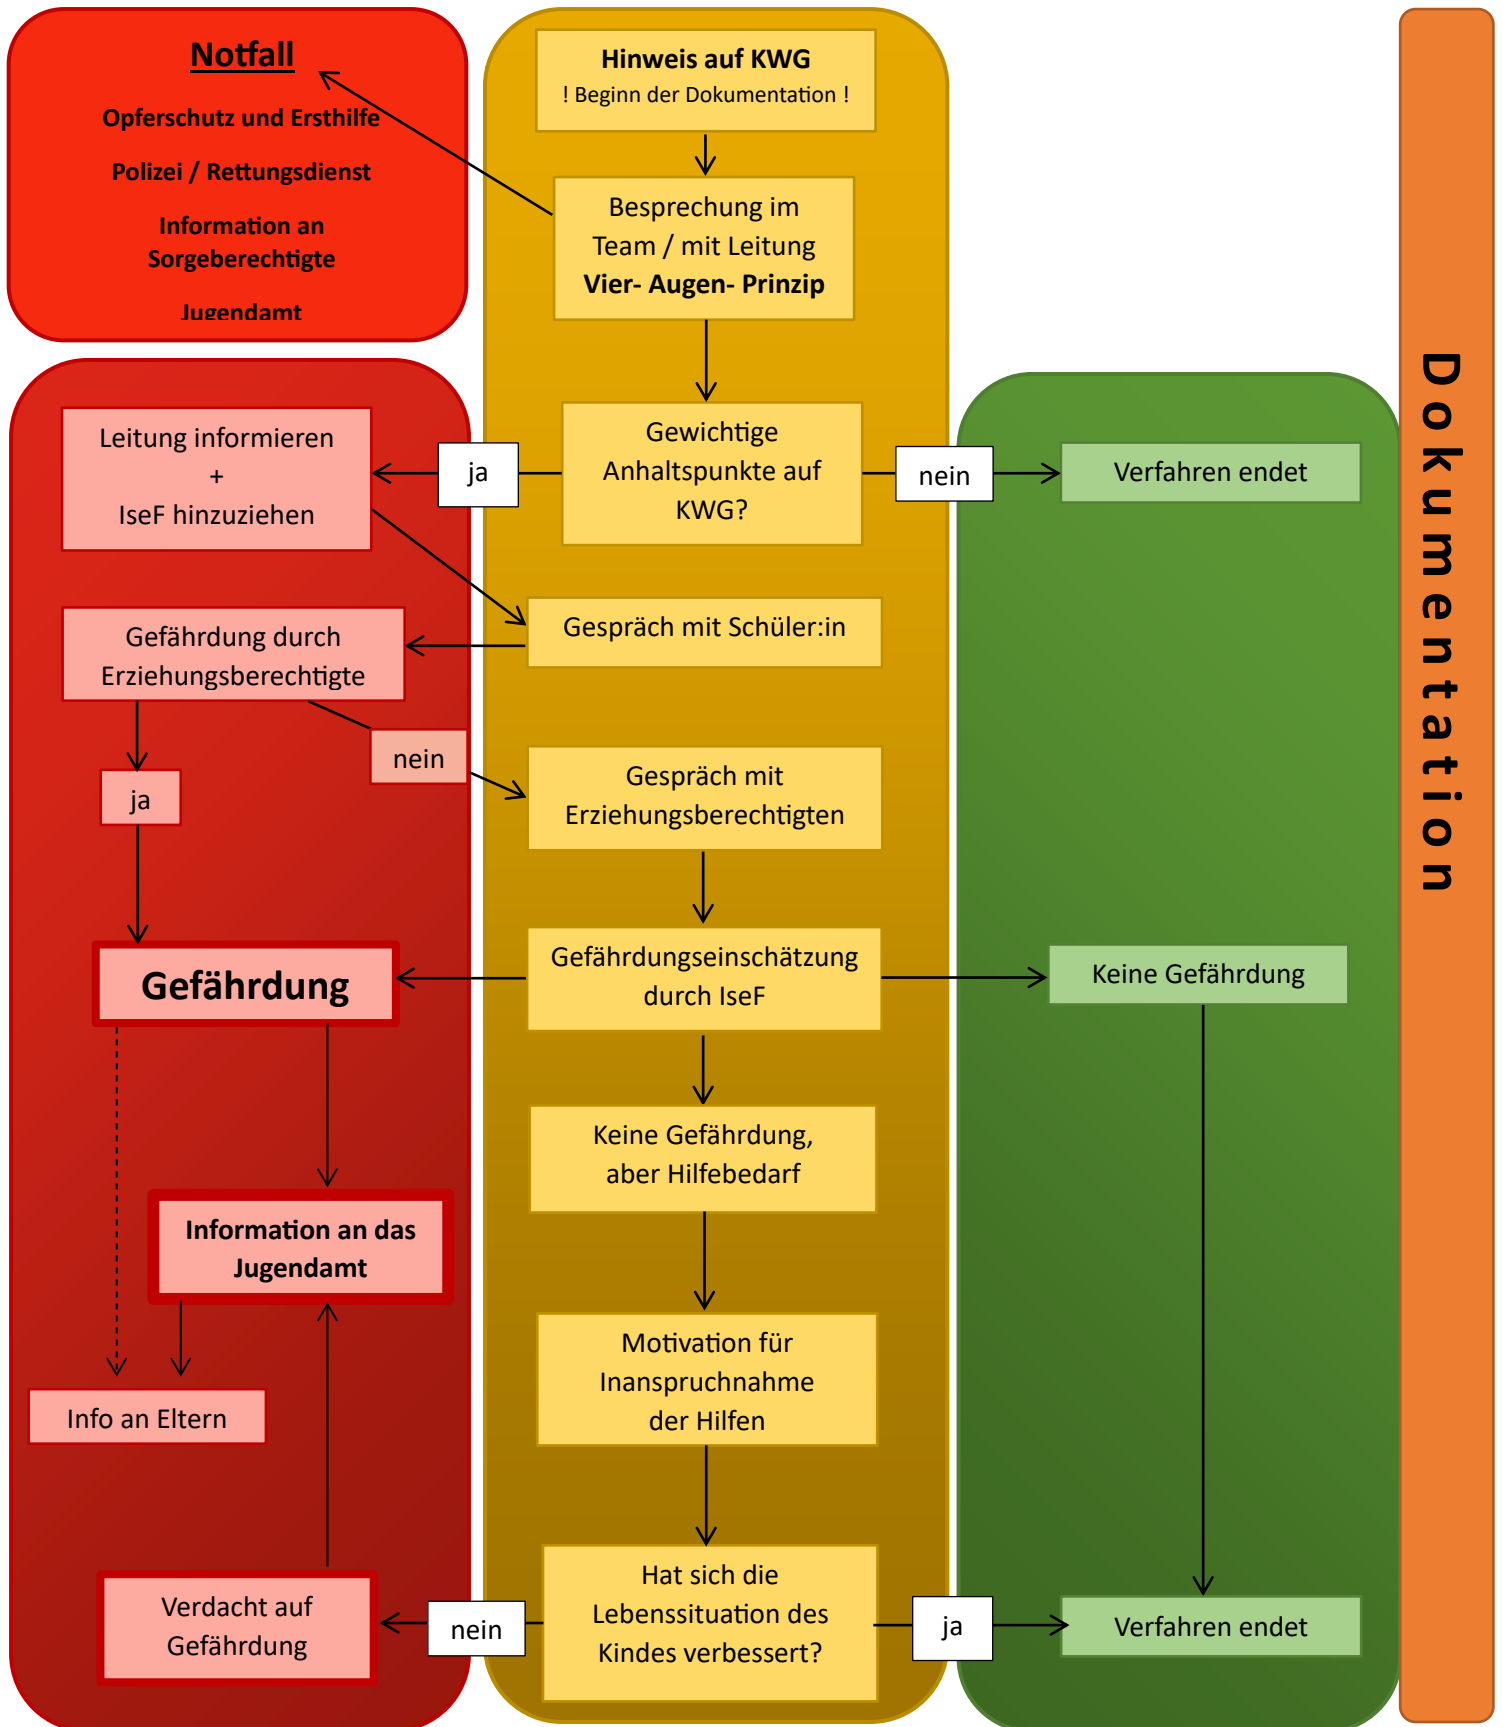 Notfall
Opferschutz und Ersthilfe
Polizei / Rettungsdienst
Information an
Sorgeberechtigte
Jugendamt
Hinweis auf KWG
! Beginn der Dokumentation !
Besprechung im
Team / mit Leitung
Vier- Augen- Prinzip
Gewichtige
Anhaltspunkte auf
KWG?
ja
nein
Leitung informieren
+
IseF hinzuziehen
Verfahren endet
Gespräch mit Schüler:in
Gefährdung durch
Erziehungsberechtigte
ja
nein
Gespräch mit
Erziehungsberechtigten
Gefährdungseinschätzung
durch IseF
Gefährdung
Keine Gefährdung
Keine Gefährdung,
aber Hilfebedarf
Information an das
Jugendamt
Info an Eltern
Motivation für
Inanspruchnahme
der Hilfen
Hat sich die
Lebenssituation des
Kindes verbessert?
nein
ja
Verdacht auf
Gefährdung
Verfahren endet
Dokumentation